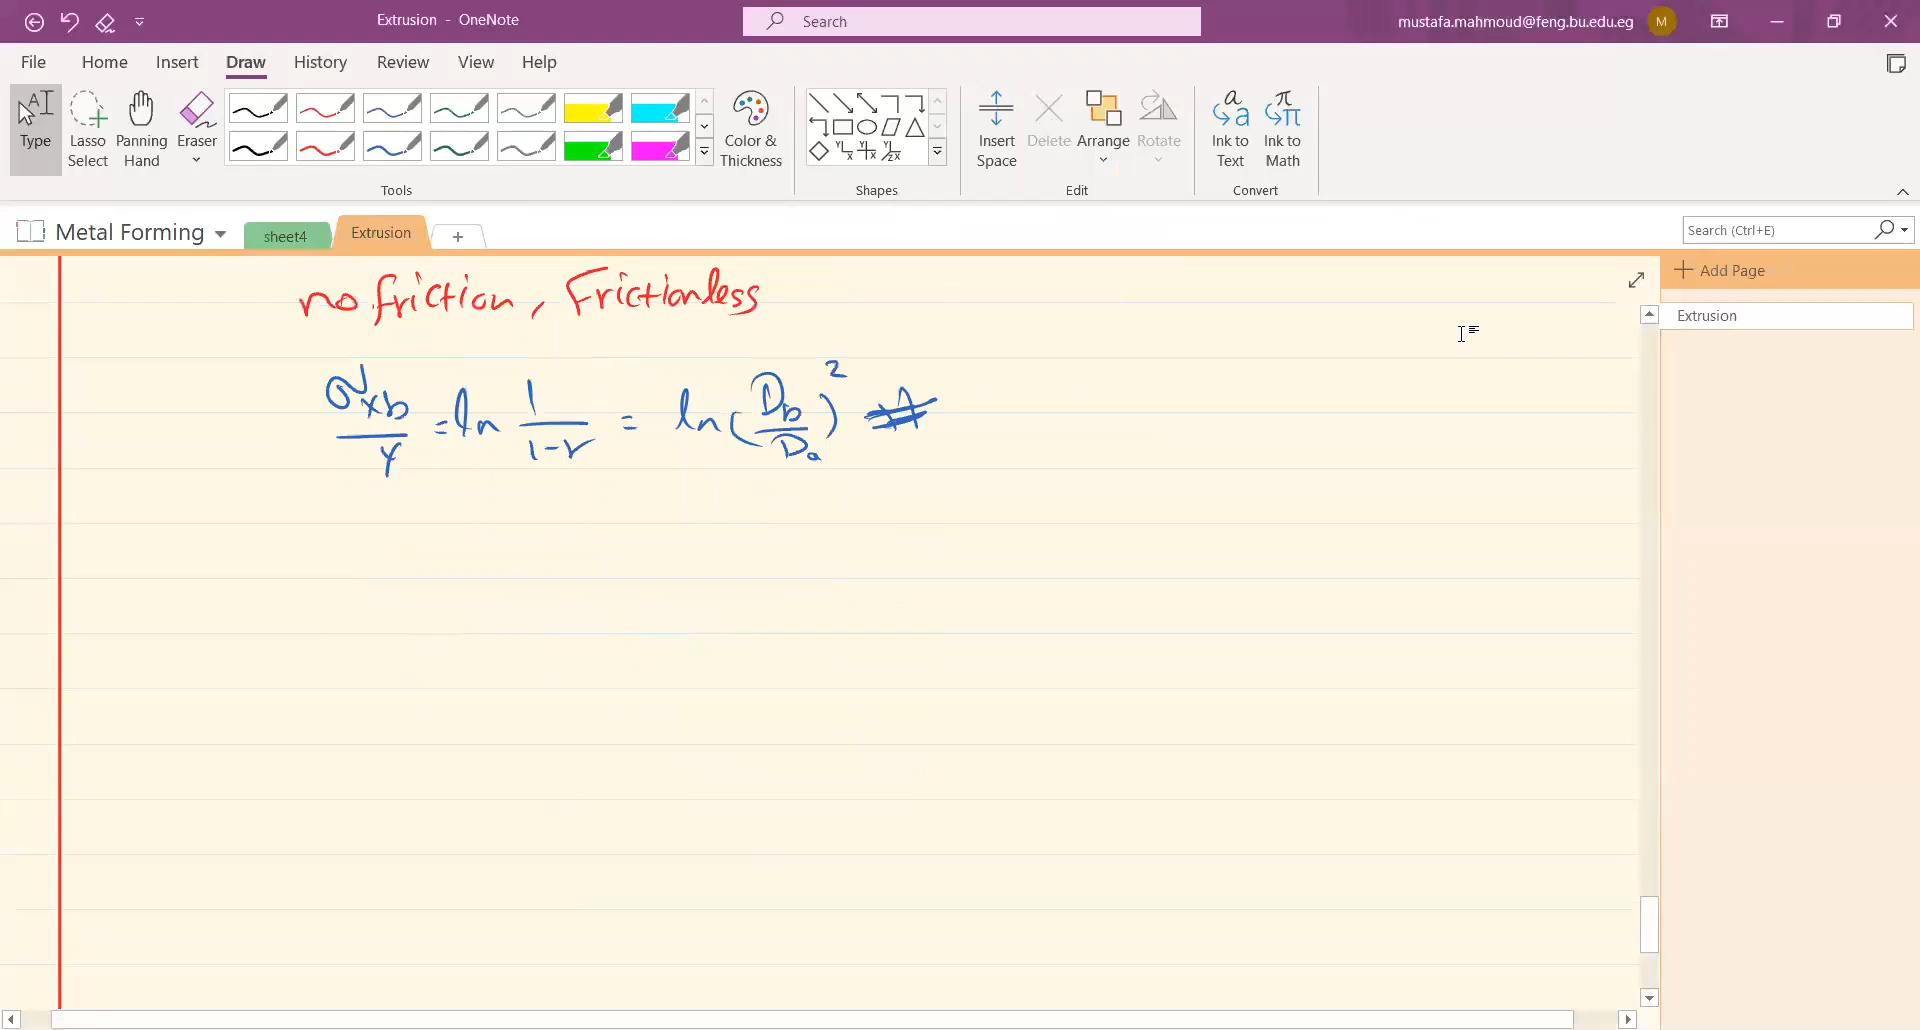 Extrusion - OneNote
Search
mustafa.mahmoud@feng.bu.edu.eg
M
File Home Insert Draw History Review View Help
Type
Lasso Select
Panning Hand
Eraser
Color & Thickness
Insert Space
Delete
Arrange
Rotate
Ink to Text
Ink to Math
Tools
Shapes
Edit
Convert
Metal Forming
sheet4
Extrusion
+
Search (Ctrl+E)
Add Page
Extrusion
no friction, Frictionless
σxb/Y = ln 1/(1-r) = ln (Db/Da)²